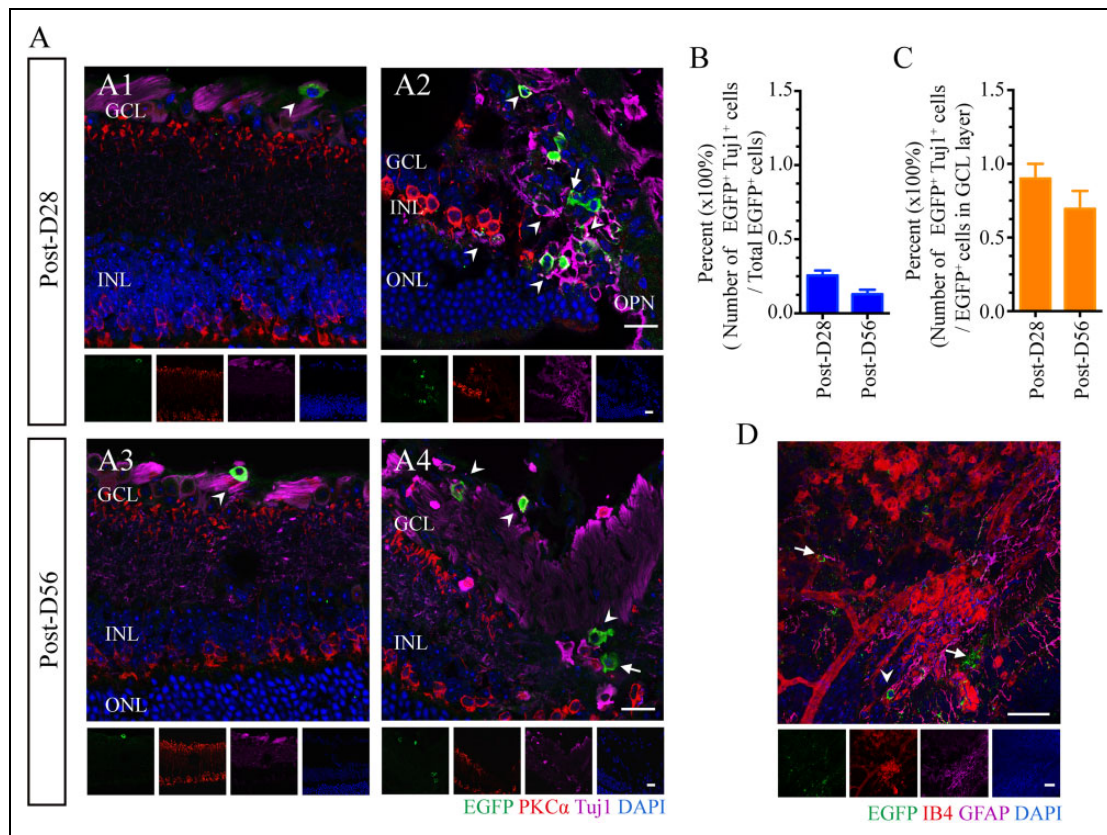 A
Post-D28
A1
GCL
INL
A2
GCL
INL
ONL
OPN
Post-D56
A3
GCL
INL
ONL
A4
GCL
INL
EGFP PKCα Tuj1 DAPI
B
Percent (x100%)
( Number of EGFP⁺ Tuj1⁺ cells
/ Total EGFP⁺ cells)
1.5
1.0
0.5
0.0
Post-D28
Post-D56
C
Percent (x100%)
(Number of EGFP⁺ Tuj1⁺ cells
/ EGFP⁺ cells in GCL layer)
1.5
1.0
0.5
0.0
Post-D28
Post-D56
D
EGFP IB4 GFAP DAPI